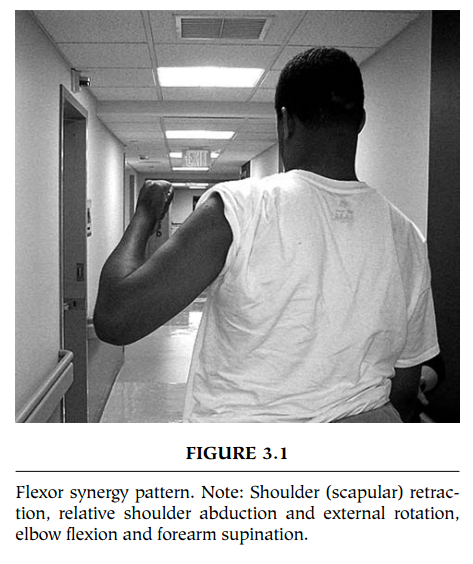 EXIT
FIGURE 3.1
Flexor synergy pattern. Note: Shoulder (scapular) retrac-
tion, relative shoulder abduction and external rotation,
elbow flexion and forearm supination.